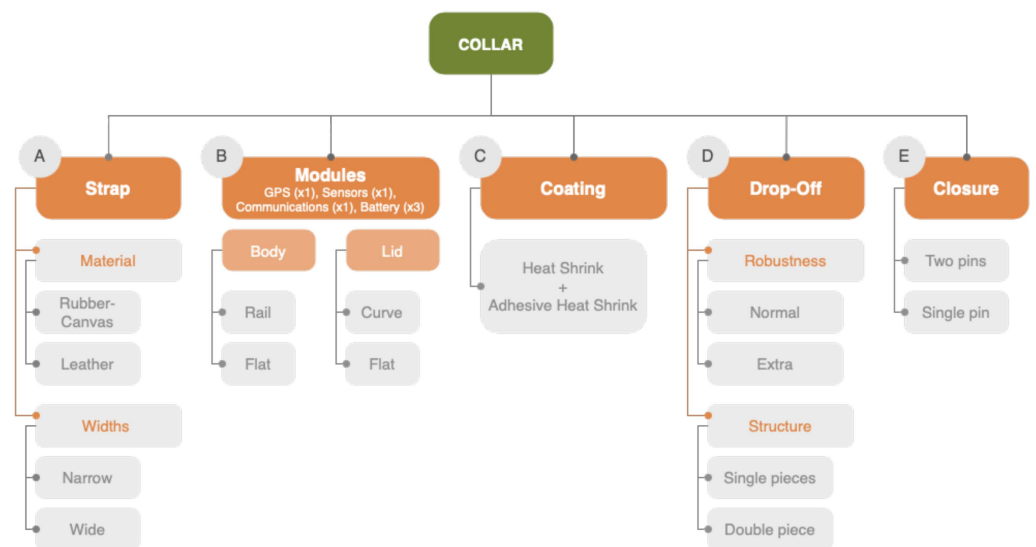 COLLAR
A
Strap
Material
Rubber-
Canvas
Leather
Widths
Narrow
Wide
B
Modules
GPS (x1), Sensors (x1),
Communications (x1), Battery (x3)
Body
Rail
Flat
Lid
Curve
Flat
C
Coating
Heat Shrink
+
Adhesive Heat Shrink
D
Drop-Off
Robustness
Normal
Extra
Structure
Single pieces
Double piece
E
Closure
Two pins
Single pin